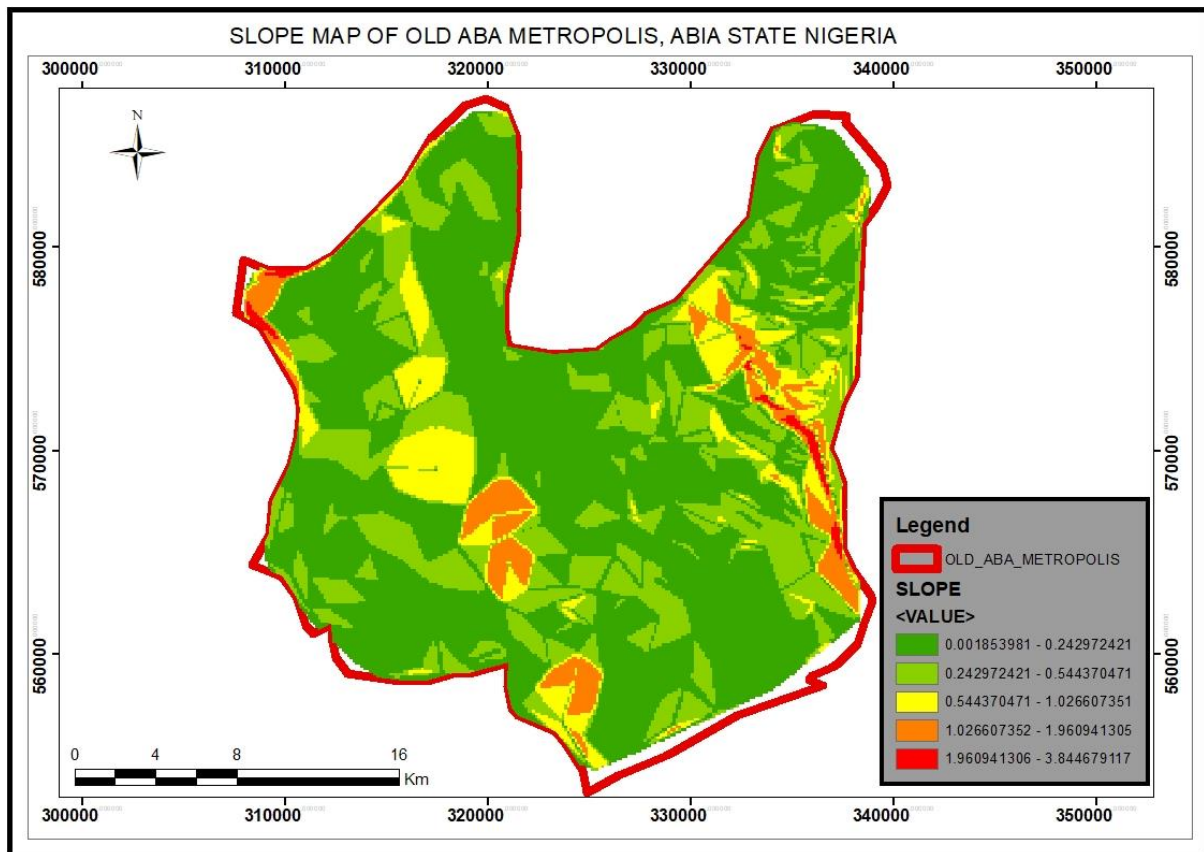 SLOPE MAP OF OLD ABA METROPOLIS, ABIA STATE NIGERIA
300000 310000 320000 330000 340000 350000
N
580000 580000
570000 570000
560000 560000
Legend
OLD_ABA_METROPOLIS
SLOPE
<VALUE>
0.001853981 - 0.242972421
0.242972421 - 0.544370471
0.544370471 - 1.026607351
1.026607352 - 1.960941305
1.960941306 - 3.844679117
0 4 8 16
Km
300000 310000 320000 330000 340000 350000